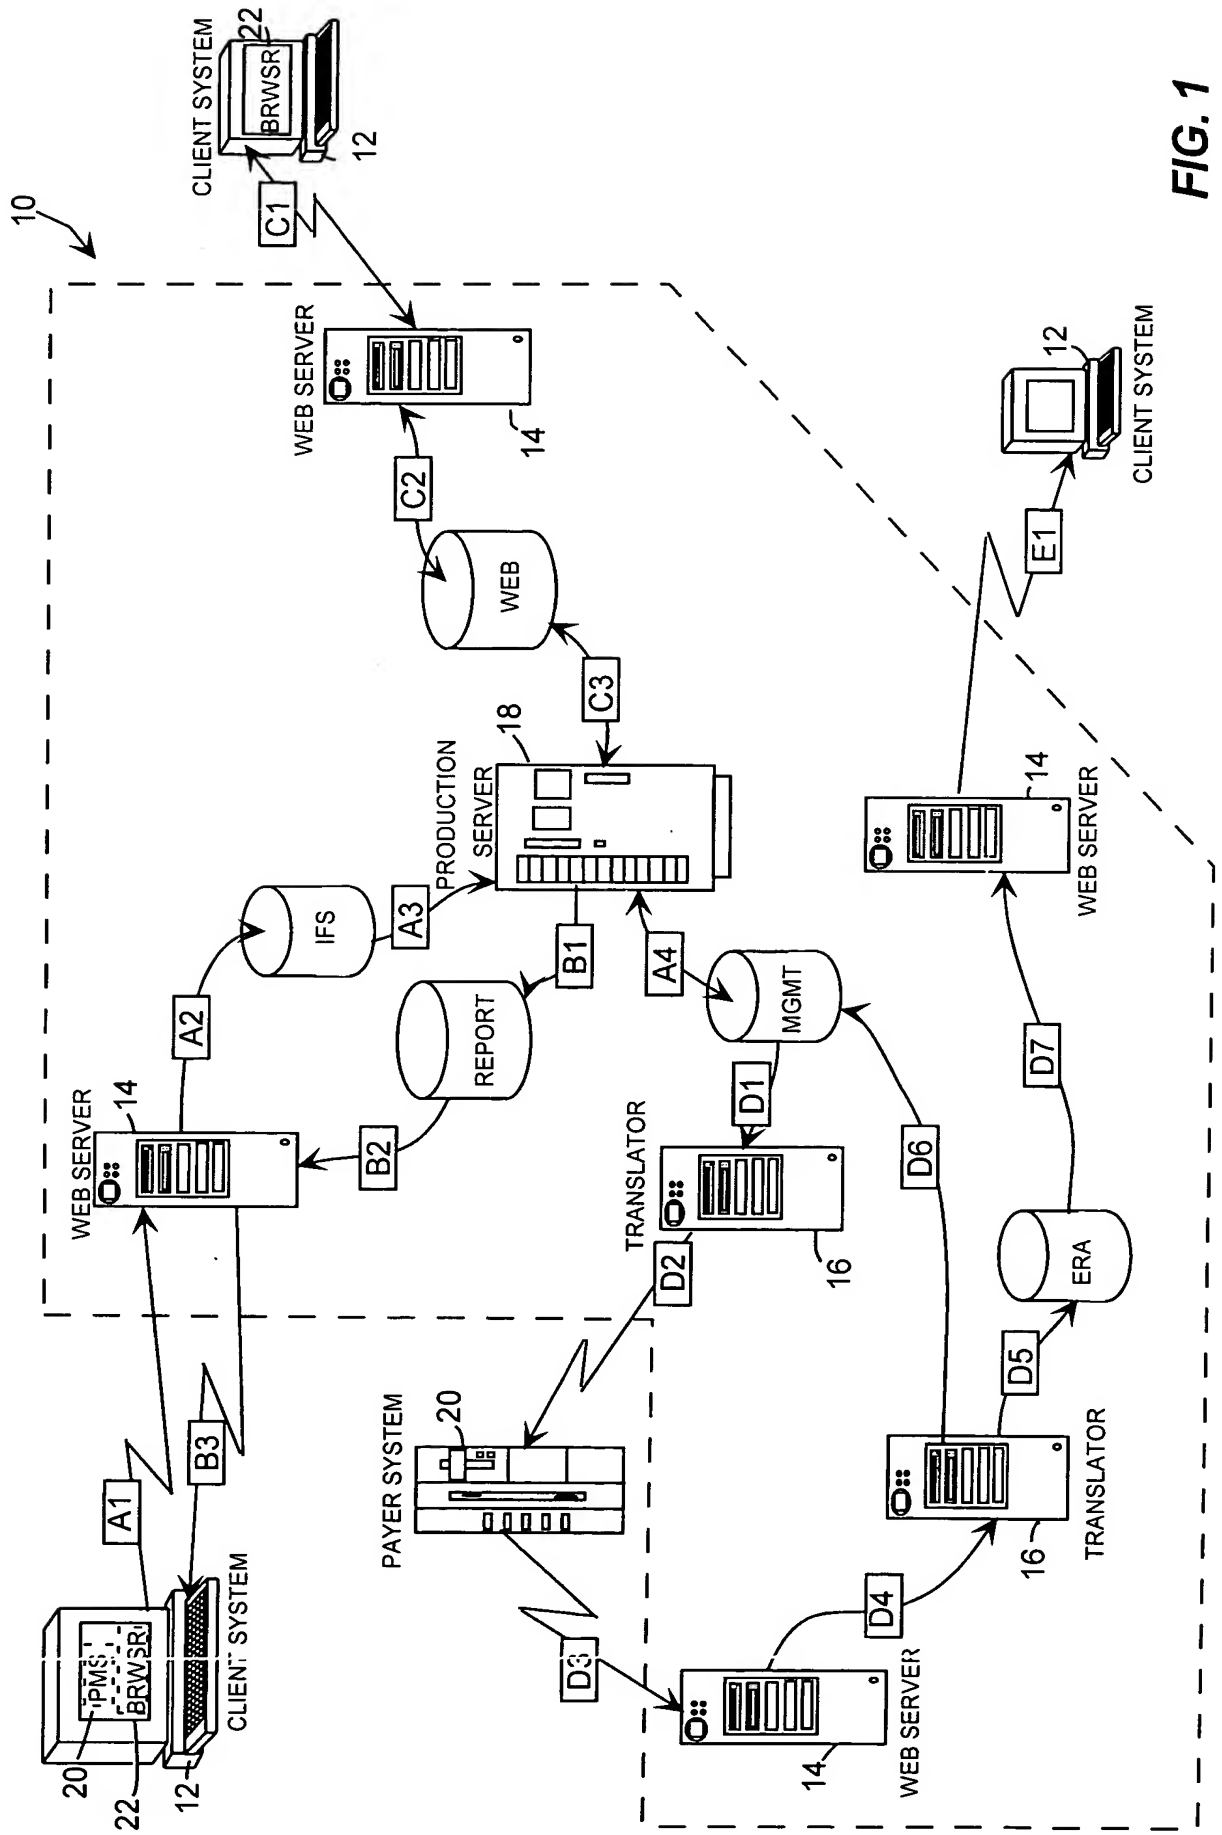 10
CLIENT SYSTEM
BRWSR
22
12
C1
WEB SERVER
14
C2
WEB
C3
PRODUCTION
SERVER
18
WEB SERVER
14
A2
IFS
A3
B1
REPORT
B2
A1
B3
PMS
BRWSR
20
22
12
CLIENT SYSTEM
A4
MGMT
D1
TRANSLATOR
16
D2
PAYER SYSTEM
20
D3
WEB SERVER
14
D4
TRANSLATOR
16
D5
ERA
D6
D7
WEB SERVER
14
E1
12
CLIENT SYSTEM
FIG. 1